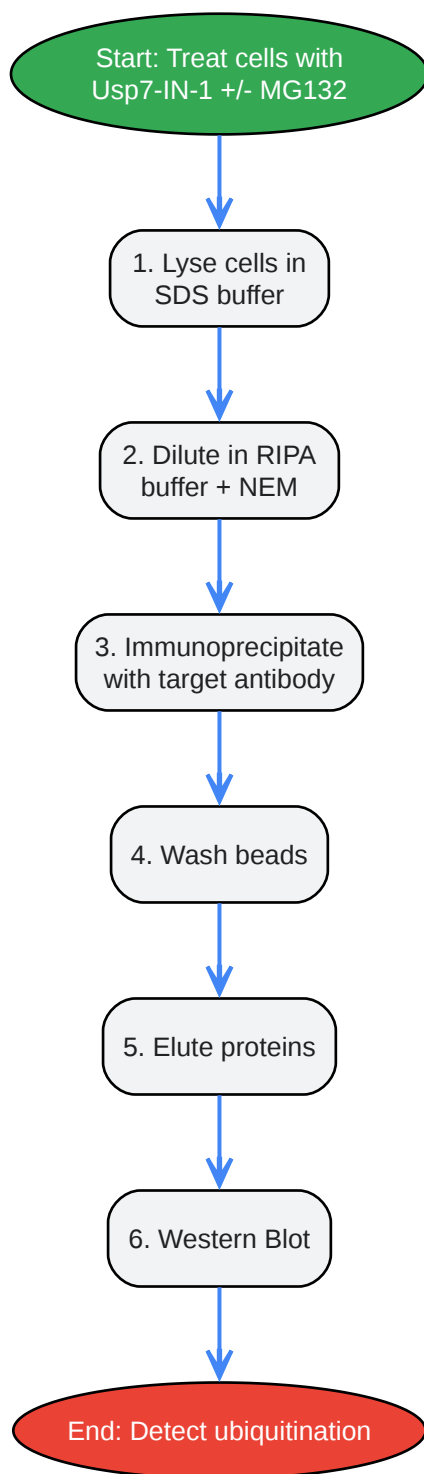 Start: Treat cells with
Usp7-IN-1 +/- MG132
1. Lyse cells in
SDS buffer
2. Dilute in RIPA
buffer + NEM
3. Immunoprecipitate
with target antibody
4. Wash beads
5. Elute proteins
6. Western Blot
End: Detect ubiquitination